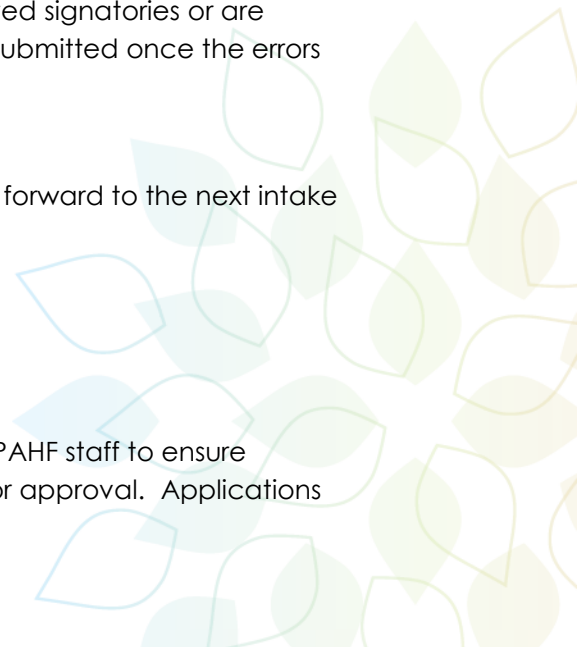 ed signatories or are
ubmitted once the errors
forward to the next intake
PAHF staff to ensure
or approval.  Applications